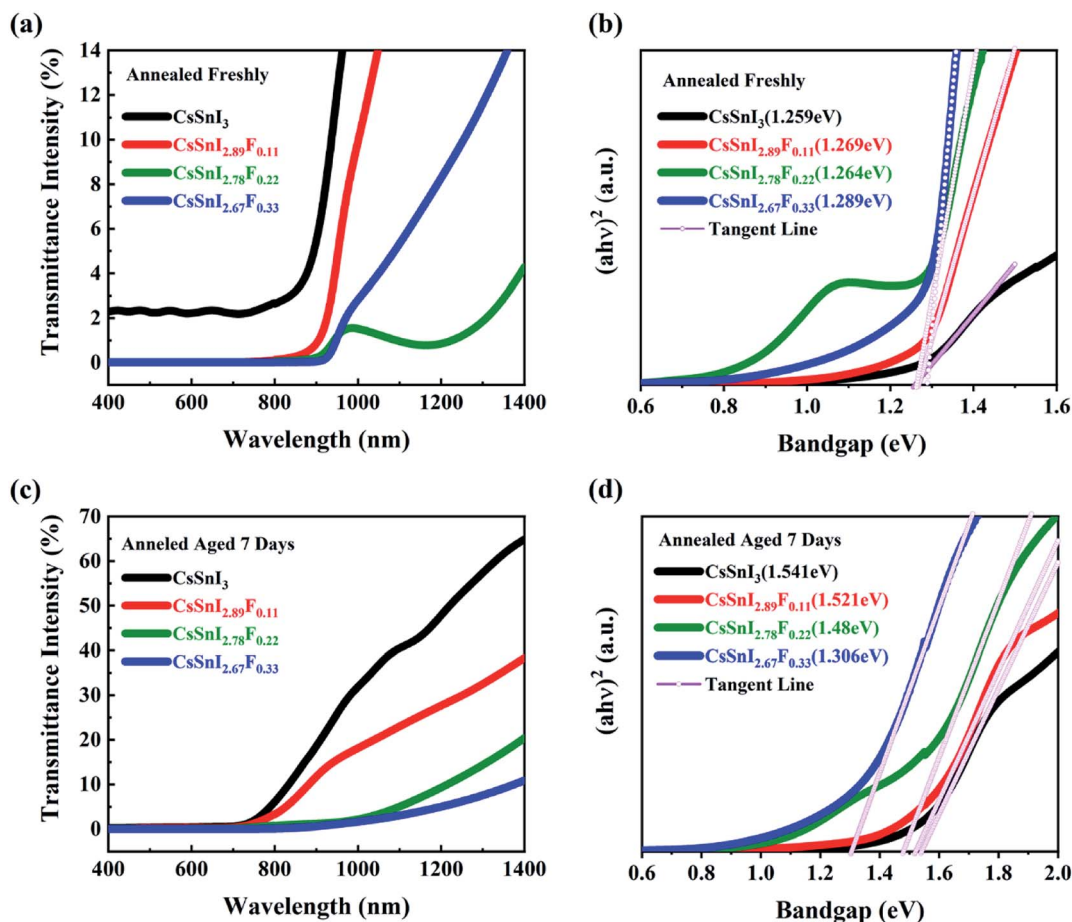 (a)
14
12
10
8
6
4
2
0
Transmittance Intensity (%)
Annealed Freshly
CsSnI₃
CsSnI₂.₈₉F₀.₁₁
CsSnI₂.₇₈F₀.₂₂
CsSnI₂.₆₇F₀.₃₃
400 600 800 1000 1200 1400
Wavelength (nm)
(b)
(ahν)² (a.u.)
Annealed Freshly
CsSnI₃(1.259eV)
CsSnI₂.₈₉F₀.₁₁(1.269eV)
CsSnI₂.₇₈F₀.₂₂(1.264eV)
CsSnI₂.₆₇F₀.₃₃(1.289eV)
Tangent Line
0.6 0.8 1.0 1.2 1.4 1.6
Bandgap (eV)
(c)
70
60
50
40
30
20
10
0
Transmittance Intensity (%)
Anneled Aged 7 Days
CsSnI₃
CsSnI₂.₈₉F₀.₁₁
CsSnI₂.₇₈F₀.₂₂
CsSnI₂.₆₇F₀.₃₃
400 600 800 1000 1200 1400
Wavelength (nm)
(d)
(ahν)² (a.u.)
Annealed Aged 7 Days
CsSnI₃(1.541eV)
CsSnI₂.₈₉F₀.₁₁(1.521eV)
CsSnI₂.₇₈F₀.₂₂(1.48eV)
CsSnI₂.₆₇F₀.₃₃(1.306eV)
Tangent Line
0.6 0.8 1.0 1.2 1.4 1.6 1.8 2.0
Bandgap (eV)